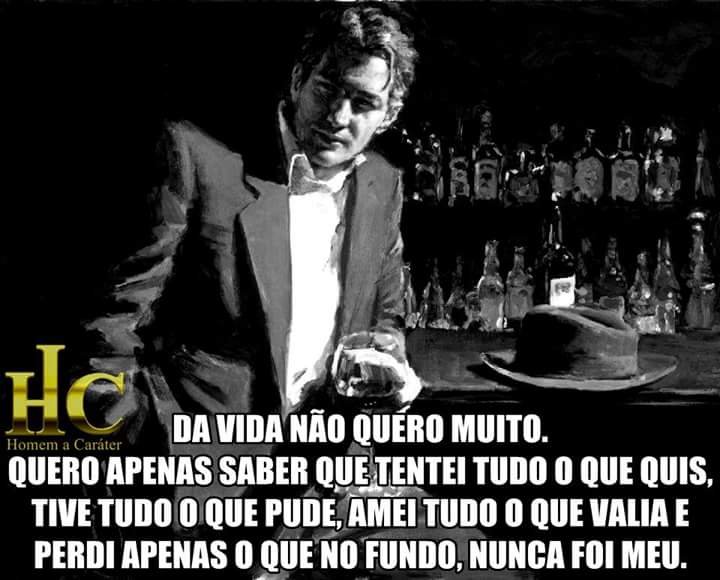 HC
Homem a Caráter
DA VIDA NÃO QUERO MUITO.
QUERO APENAS SABER QUE TENTEI TUDO O QUE QUIS,
TIVE TUDO O QUE PUDE, AMEI TUDO O QUE VALIA E
PERDI APENAS O QUE NO FUNDO, NUNCA FOI MEU.